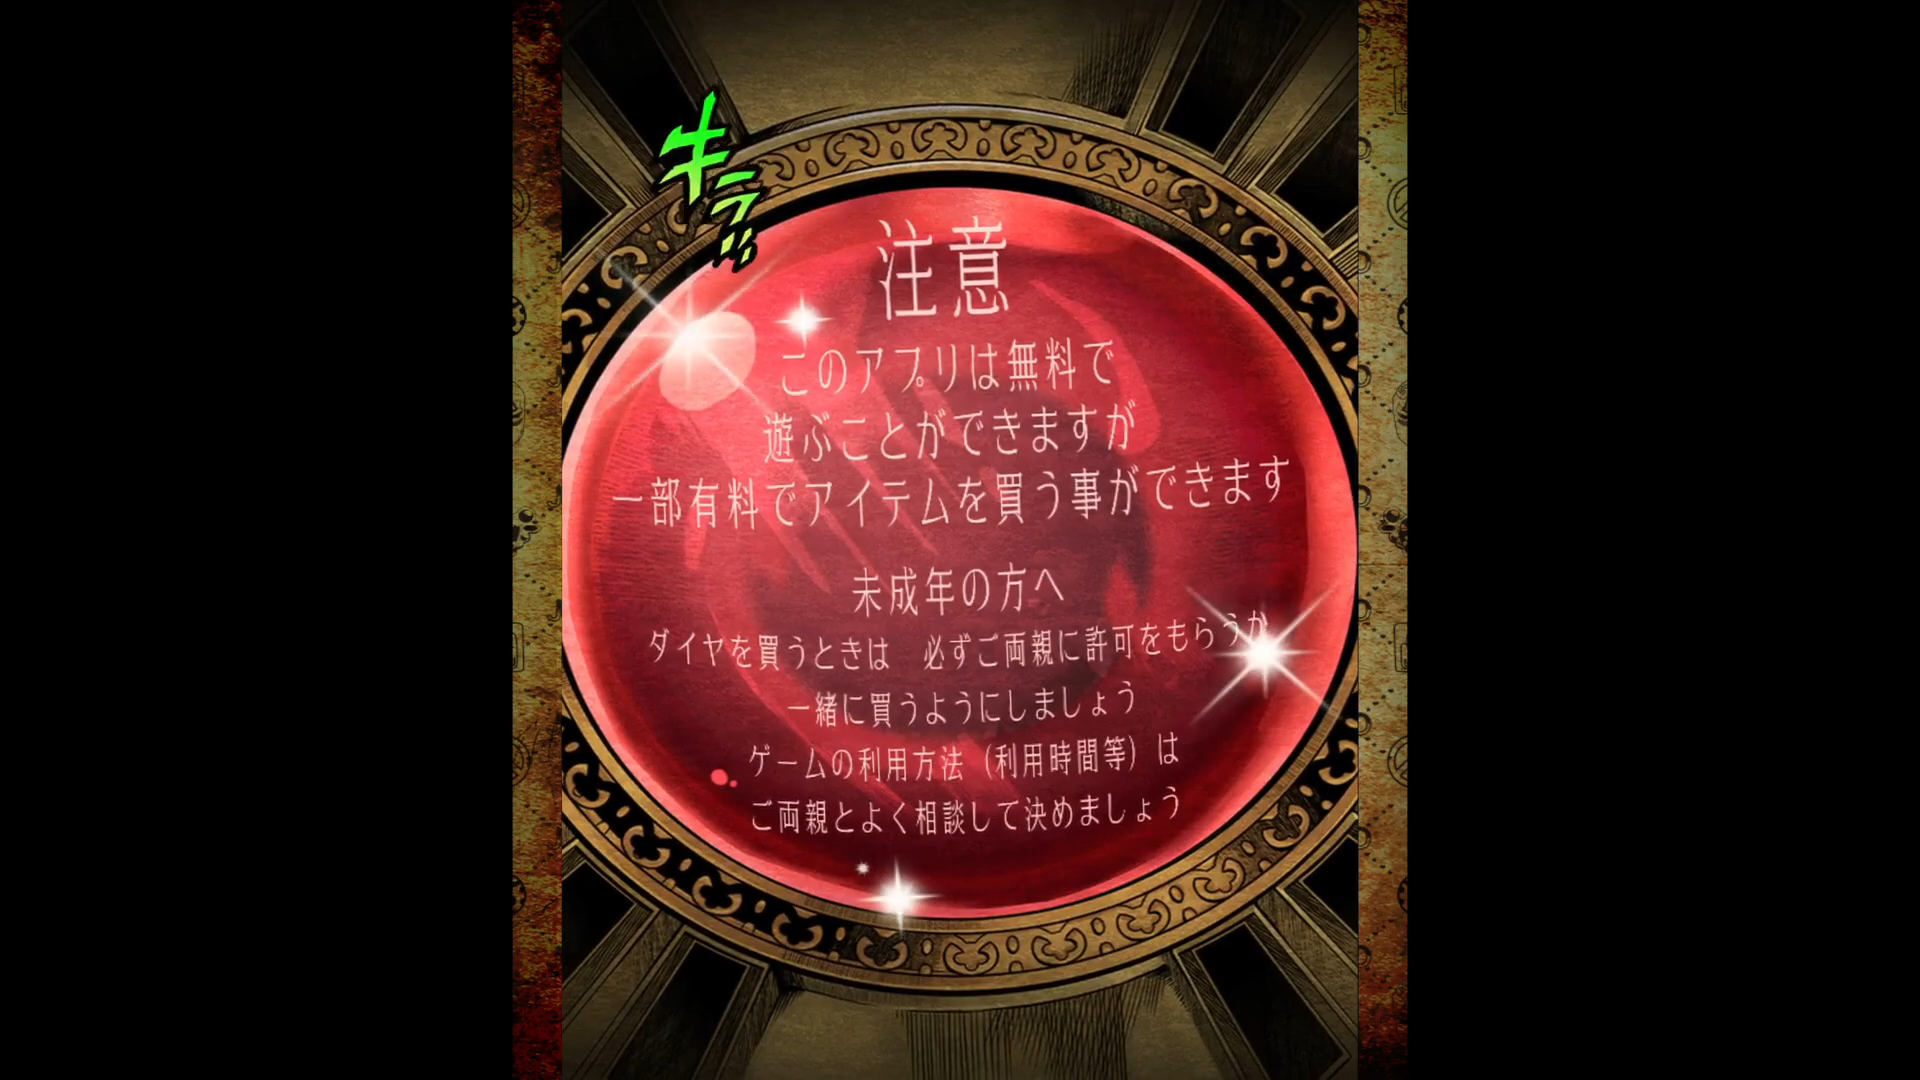 キラッ
注意
このアプリは無料で
遊ぶことができますが
一部有料でアイテムを買う事ができます
未成年の方へ
ダイヤを買うときは　必ずご両親に許可をもらうか
一緒に買うようにしましょう
ゲームの利用方法（利用時間等）は
ご両親とよく相談して決めましょう